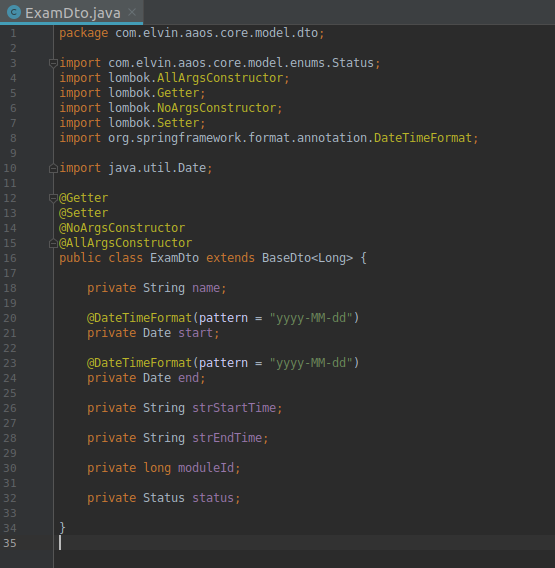 ExamDto.java
1 package com.elvin.aaos.core.model.dto;
2
3 import com.elvin.aaos.core.model.enums.Status;
4 import lombok.AllArgsConstructor;
5 import lombok.Getter;
6 import lombok.NoArgsConstructor;
7 import lombok.Setter;
8 import org.springframework.format.annotation.DateTimeFormat;
9
10 import java.util.Date;
11
12 @Getter
13 @Setter
14 @NoArgsConstructor
15 @AllArgsConstructor
16 public class ExamDto extends BaseDto<Long> {
17
18 private String name;
19
20 @DateTimeFormat(pattern = "yyyy-MM-dd")
21 private Date start;
22
23 @DateTimeFormat(pattern = "yyyy-MM-dd")
24 private Date end;
25
26 private String strStartTime;
27
28 private String strEndTime;
29
30 private long moduleId;
31
32 private Status status;
33
34 }
35